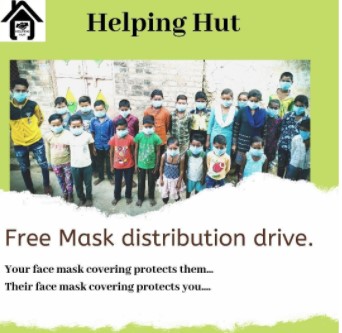 Helping Hut
Free Mask distribution drive.
Your face mask covering protects them...
Their face mask covering protects you....